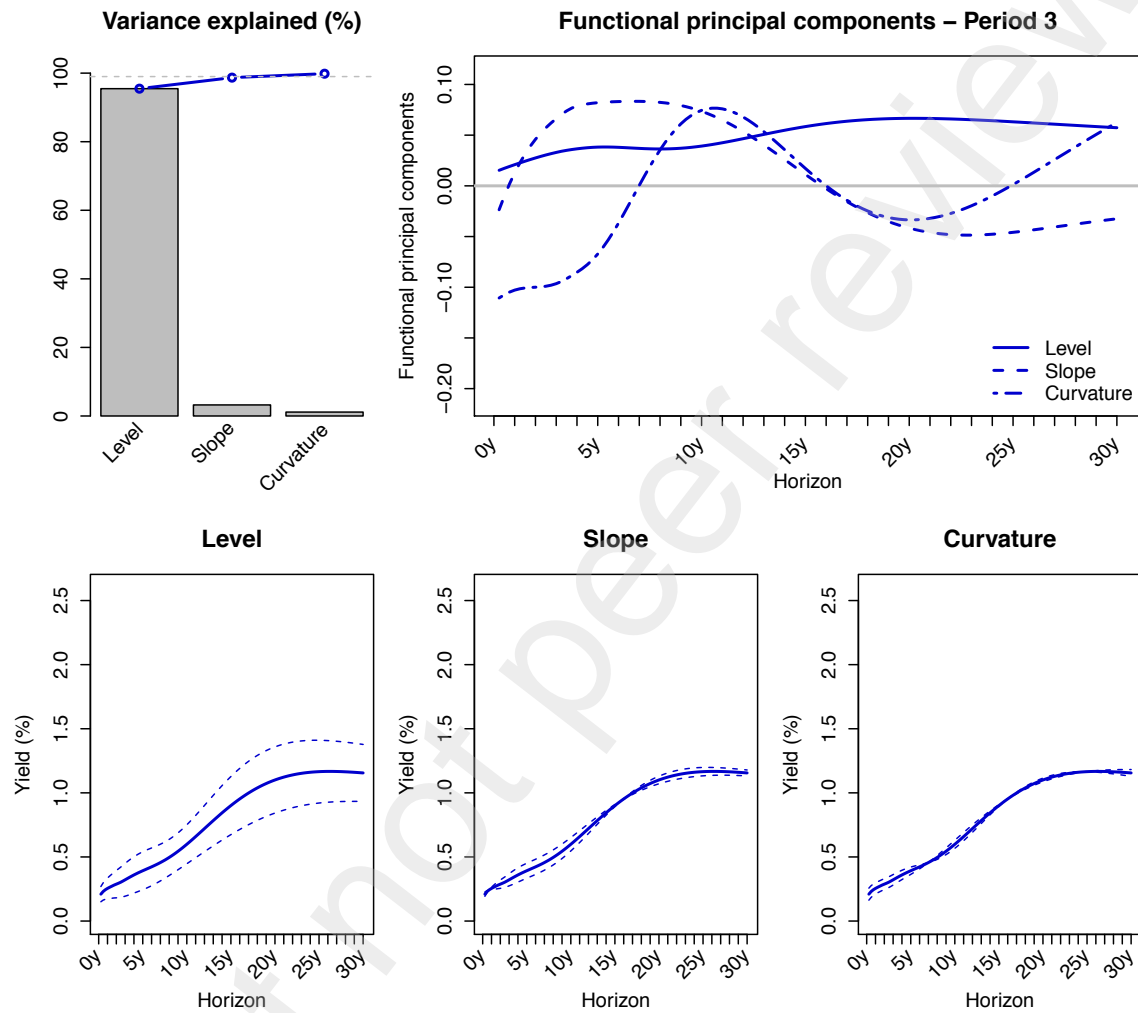 Variance explained (%)
0 20 40 60 80 100
Level Slope Curvature
Functional principal components – Period 3
Functional principal components
−0.20 −0.10 0.00 0.10
Level
Slope
Curvature
0y 5y 10y 15y 20y 25y 30y
Horizon
Level
Yield (%)
0.0 0.5 1.0 1.5 2.0 2.5
0y 5y 10y 15y 20y 25y 30y
Horizon
Slope
Yield (%)
0.0 0.5 1.0 1.5 2.0 2.5
0y 5y 10y 15y 20y 25y 30y
Horizon
Curvature
Yield (%)
0.0 0.5 1.0 1.5 2.0 2.5
0y 5y 10y 15y 20y 25y 30y
Horizon
not peer review